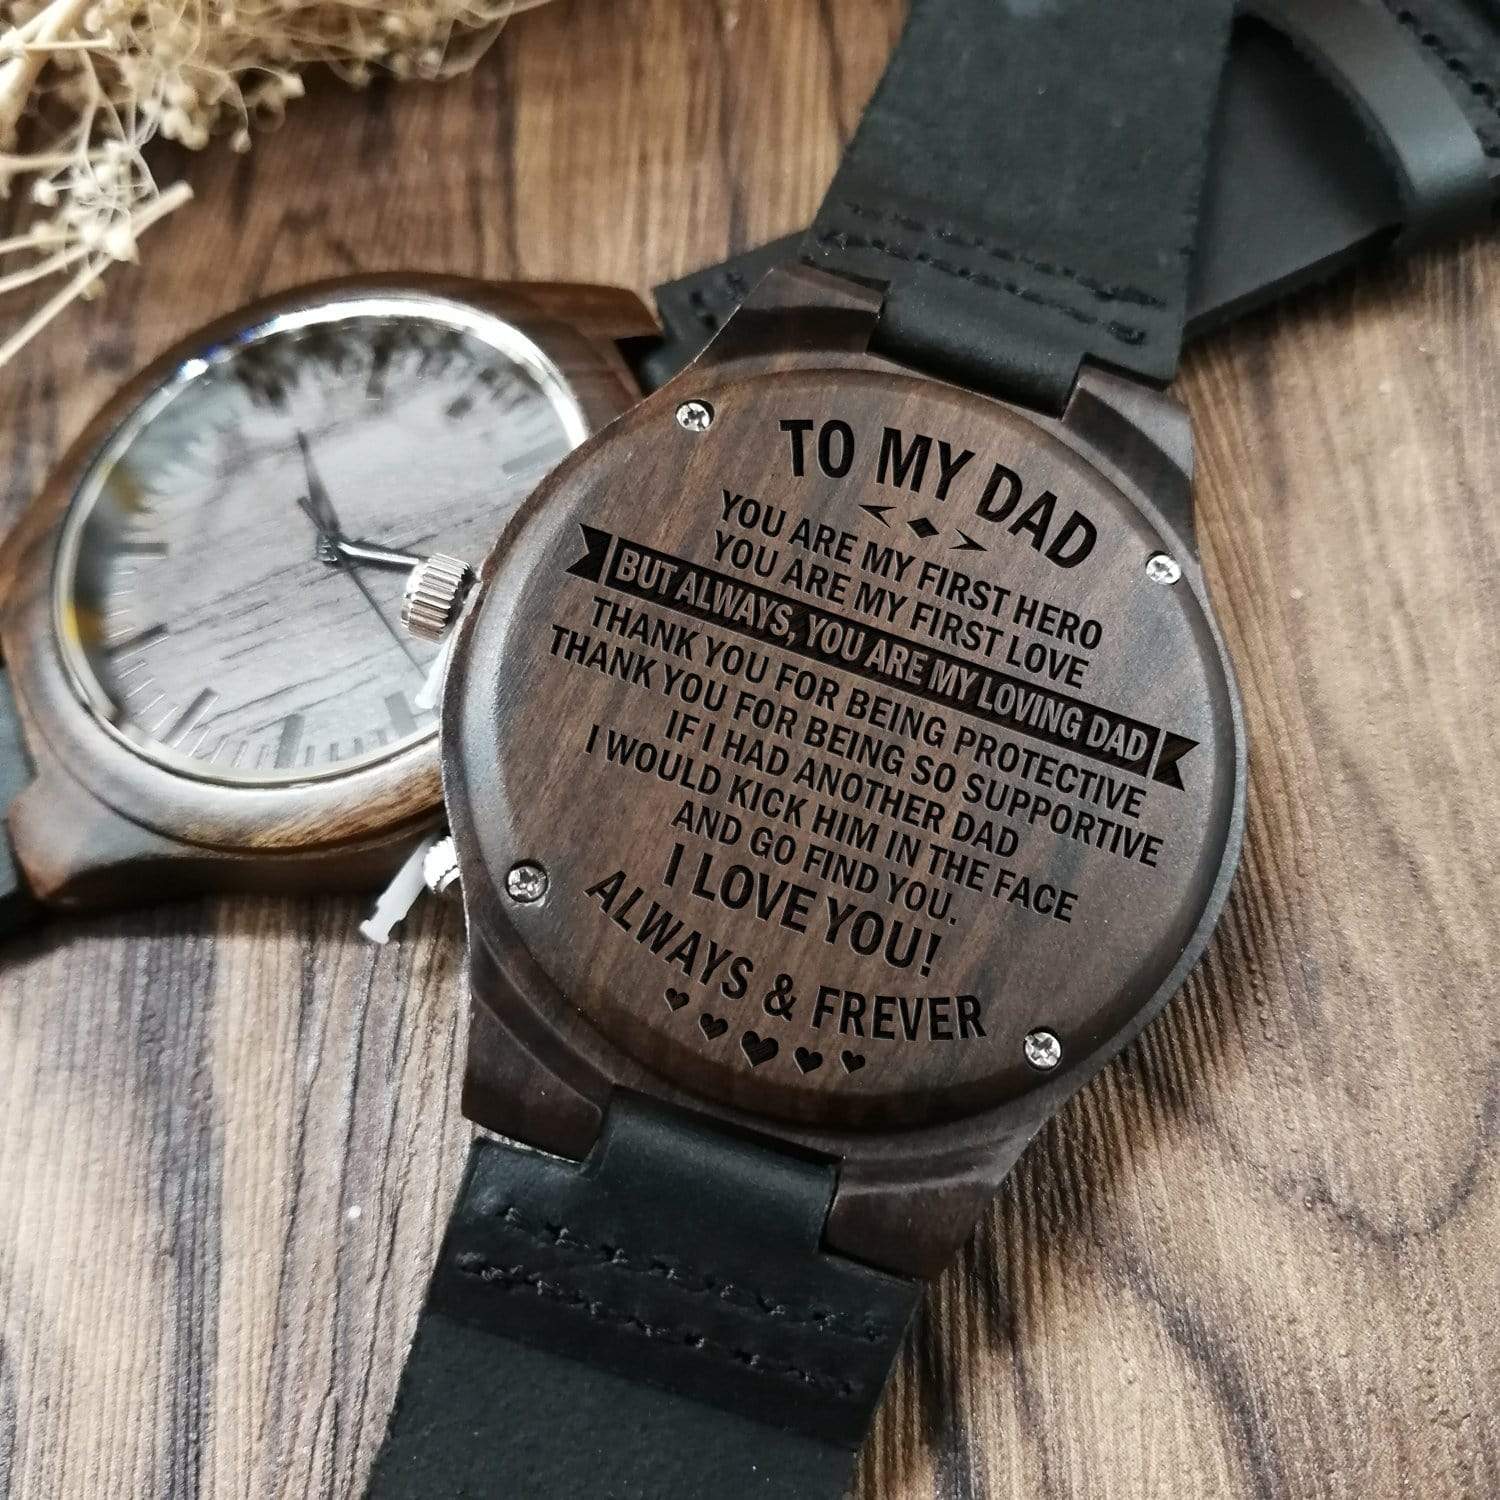 TO MY DAD
YOU ARE MY FIRST HERO
YOU ARE MY FIRST LOVE
BUT ALWAYS, YOU ARE MY LOVING DAD
THANK YOU FOR BEING PROTECTIVE
THANK YOU FOR BEING SO SUPPORTIVE
IF I HAD ANOTHER DAD
I WOULD KICK HIM IN THE FACE
AND GO FIND YOU.
I LOVE YOU!
ALWAYS & FREVER